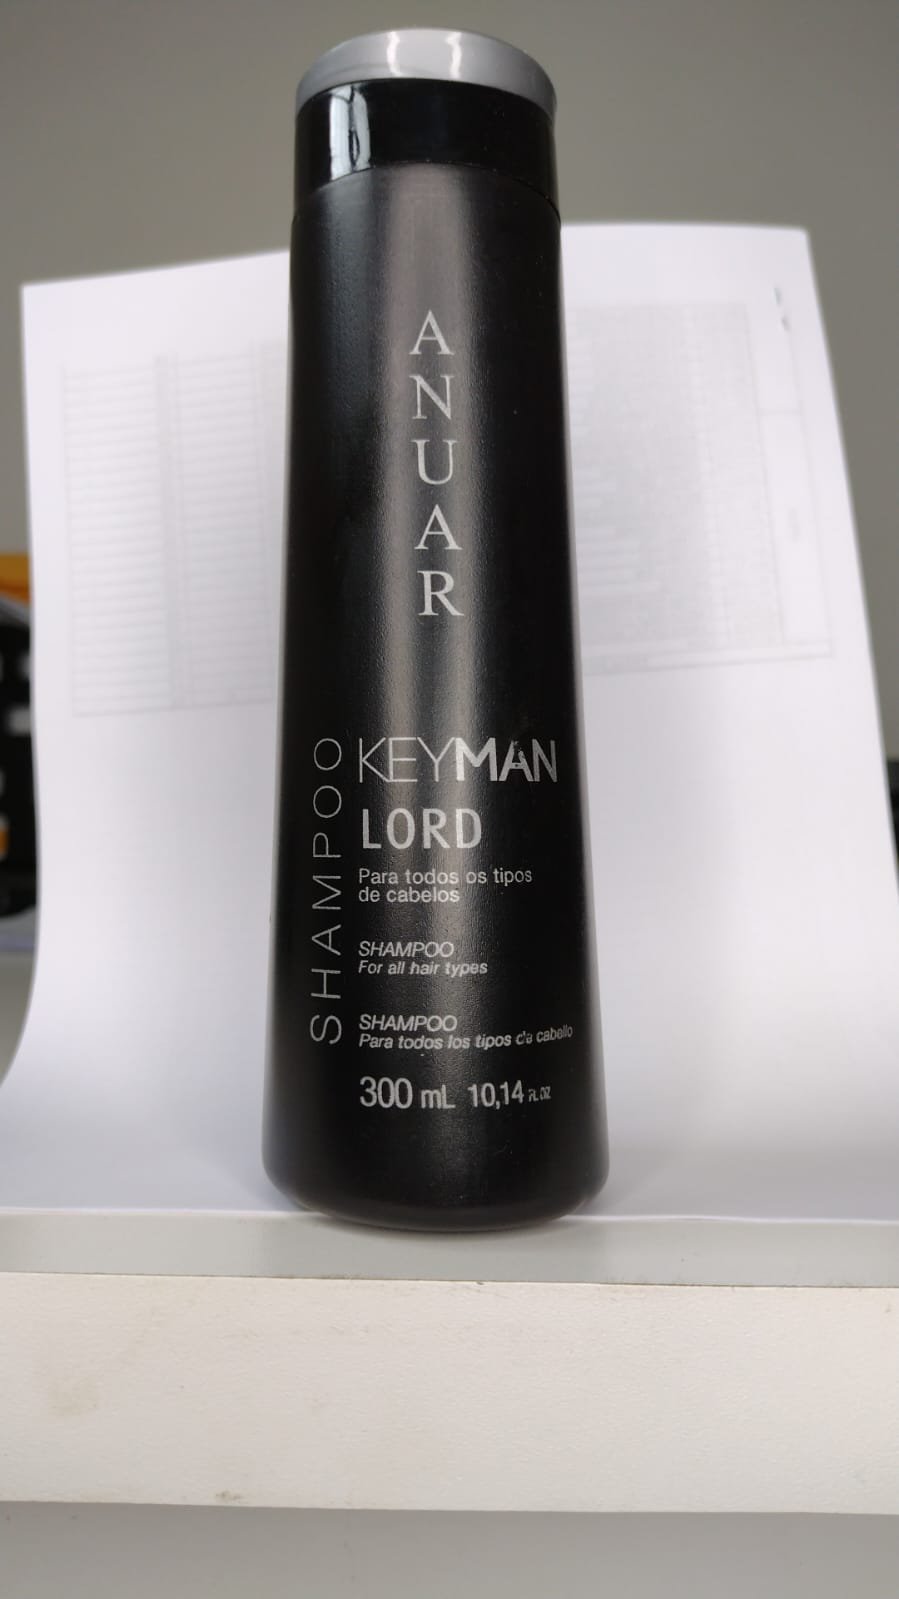 ANUAR
SHAMPOO
KEYMAN
LORD
Para todos os tipos
de cabelos
SHAMPOO
For all hair types
SHAMPOO
Para todos los tipos de cabello
300 mL 10,14 FL OZ